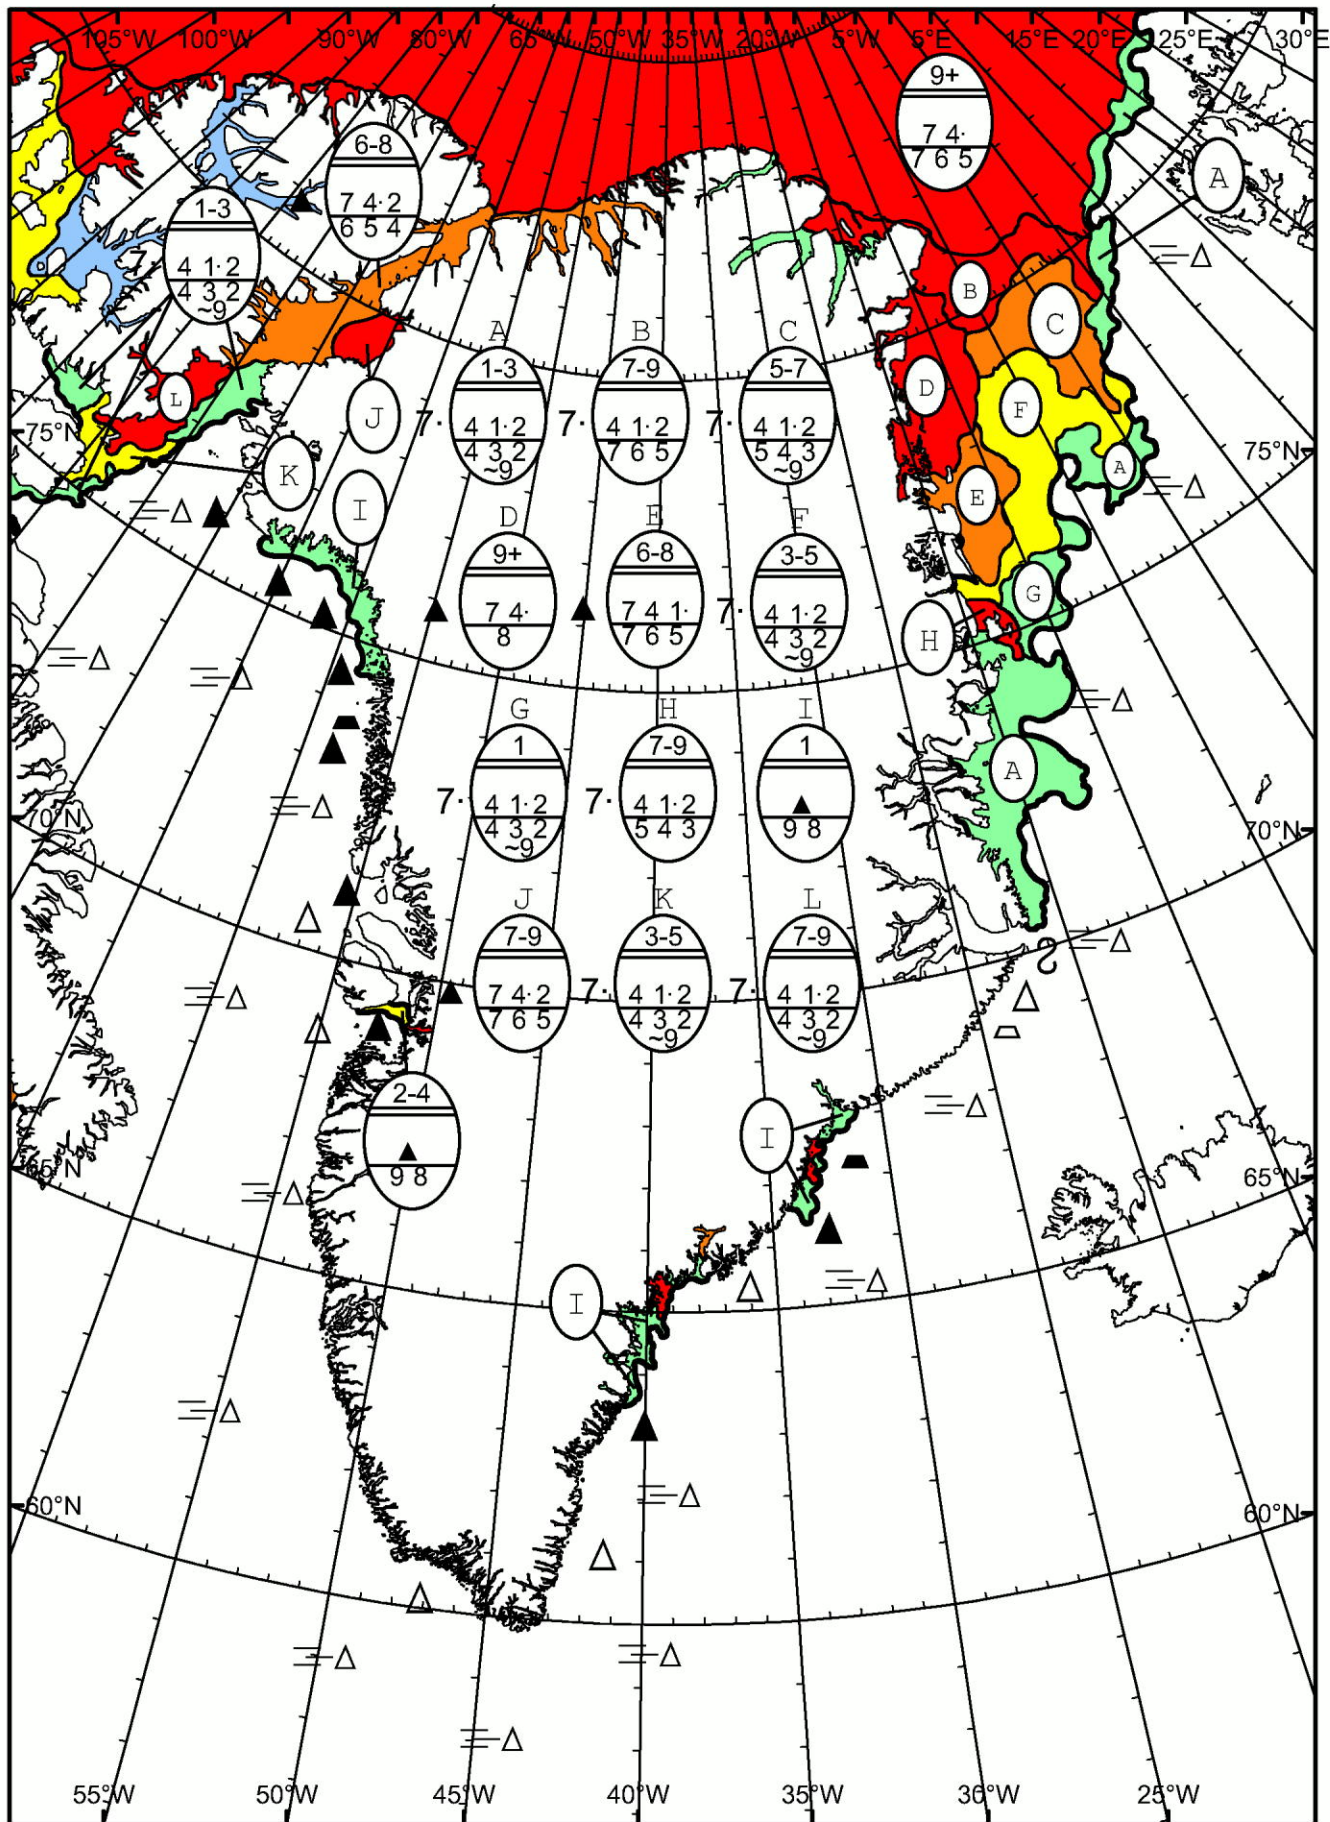 105°W 100°W 90°W 80°W 65°W 50°W 35°W 20°W 5°W 5°E 15°E 20°E 25°E 30°E
9+
7 4·
7 6 5
6-8
7 4·2
6 5 4
A
1-3
7· 4 1·2
4 3 2
~9
B
C
D
E
F
A
G
H
A
L
J
K
I
75°N
75°N
A B C
1-3 7-9 5-7
7· 4 1·2 7· 4 1·2 7· 4 1·2
4 3 2 7 6 5 5 4 3
~9 ~9
D E F
9+ 6-8 3-5
7 4· 7 4 1· 7· 4 1·2
8 7 6 5 4 3 2
~9
G H I
1 7-9 1
7· 4 1·2 7· 4 1·2
4 3 2 5 4 3 9 8
~9
70°N
70°N
J K L
7-9 3-5 7-9
7 4·2 7· 4 1·2 7· 4 1·2
7 6 5 4 3 2 4 3 2
~9 ~9
2-4
9 8
I
65°N
65°N
I
60°N
60°N
55°W 50°W 45°W 40°W 35°W 30°W 25°W